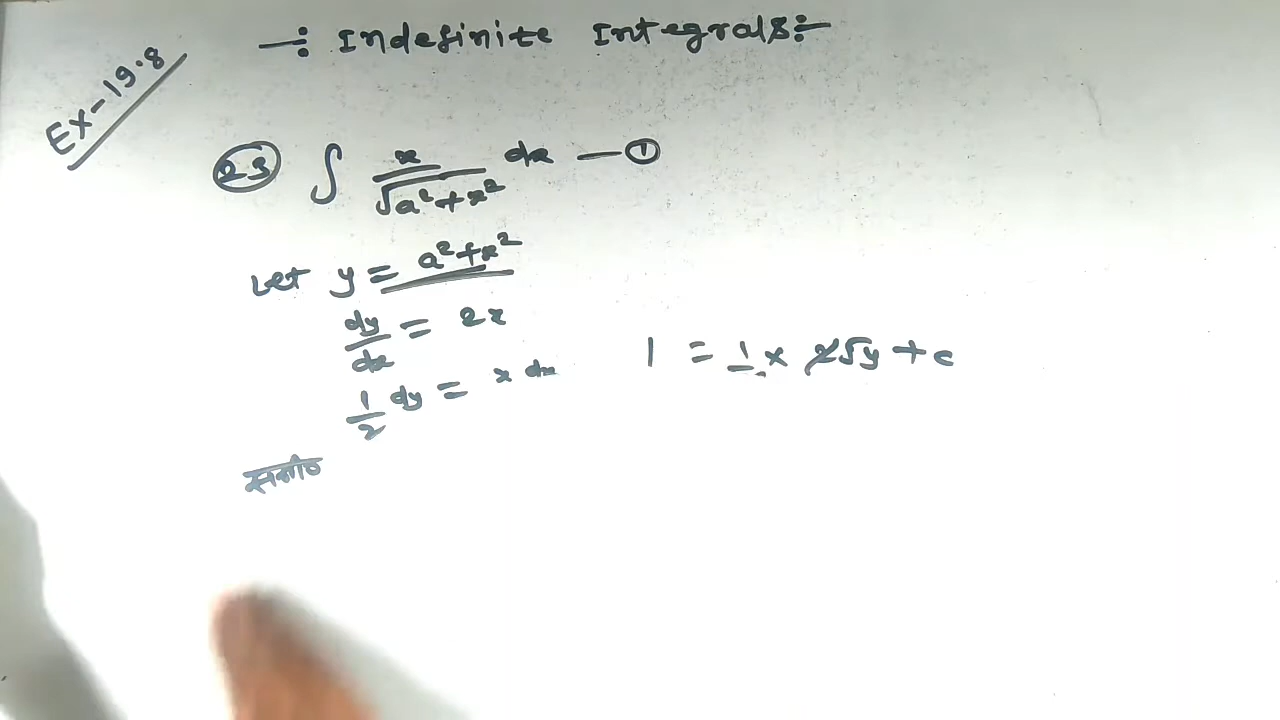 -: Indefinite Integrals:-
Ex-19.8
23 ∫ x/√a²+x² dx — ①
Let y = a²+x²
dy/dx = 2x
1/2 dy = x dx
I = 1/ x 2√y + c